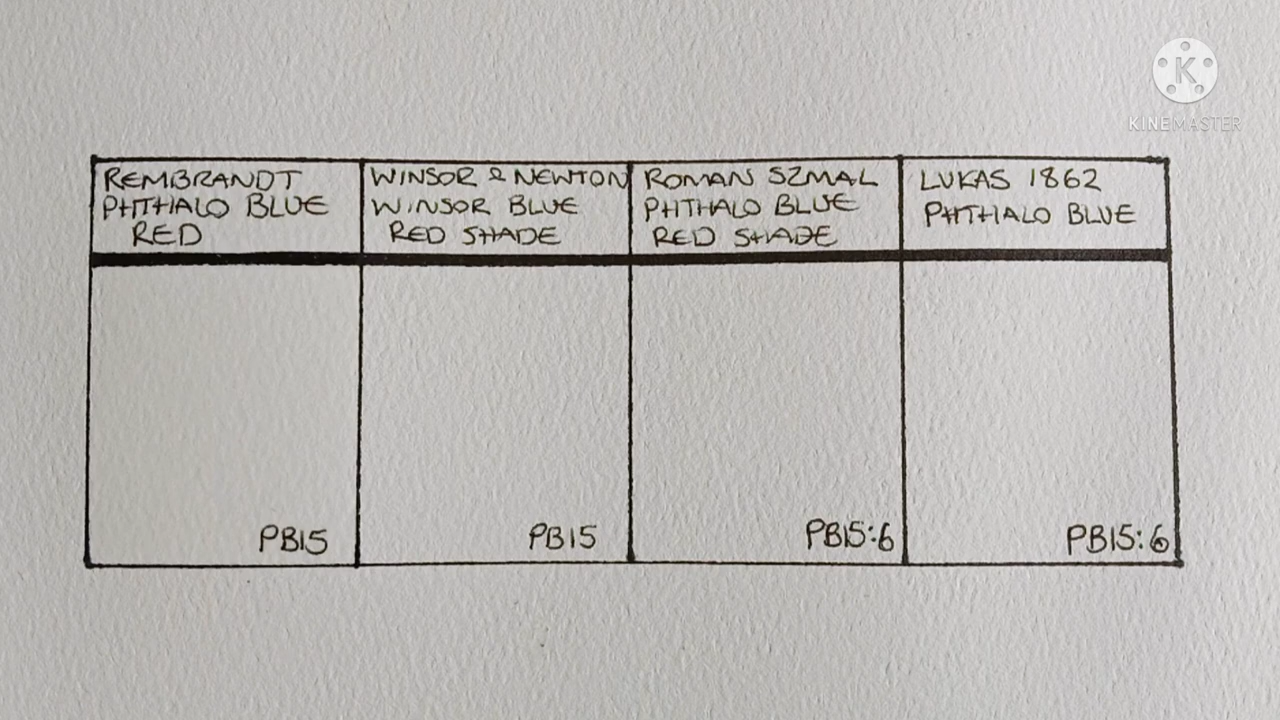 REMBRANDT
PHTHALO BLUE
RED
WINSOR & NEWTON
WINSOR BLUE
RED SHADE
ROMAN SZMAL
PHTHALO BLUE
RED SHADE
LUKAS 1862
PHTHALO BLUE
PB15
PB15
PB15:6
PB15:6
K
KINEMASTER